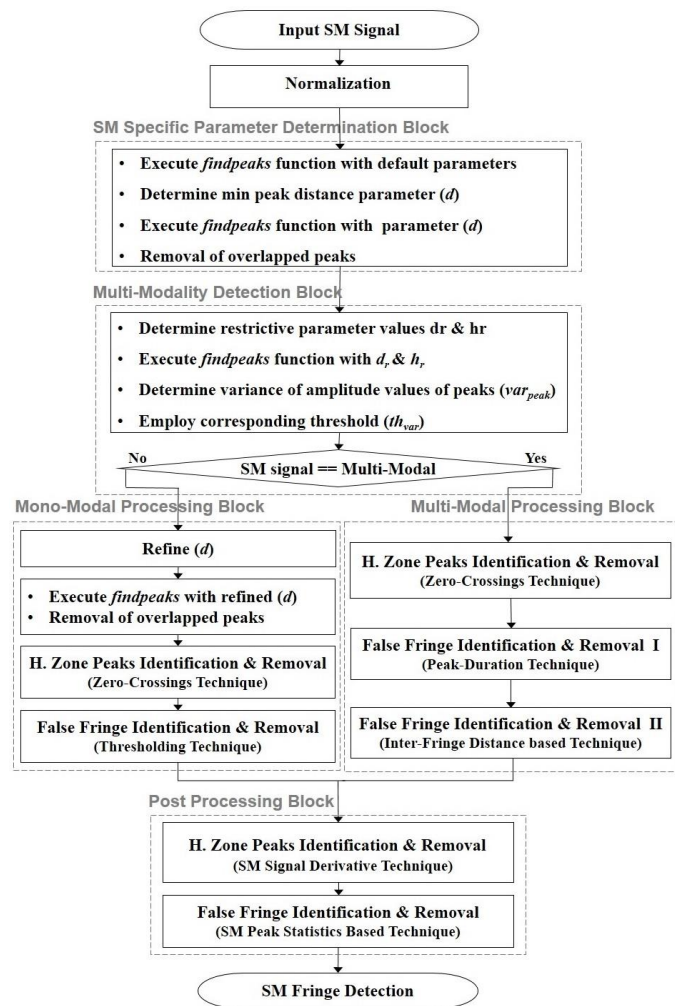 Input SM Signal
Normalization
SM Specific Parameter Determination Block
• Execute findpeaks function with default parameters
• Determine min peak distance parameter (d)
• Execute findpeaks function with parameter (d)
• Removal of overlapped peaks
Multi-Modality Detection Block
• Determine restrictive parameter values dr & hr
• Execute findpeaks function with dr & hr
• Determine variance of amplitude values of peaks (varpeak)
• Employ corresponding threshold (thvar)
No
Yes
SM signal == Multi-Modal
Mono-Modal Processing Block
Refine (d)
• Execute findpeaks with refined (d)
• Removal of overlapped peaks
H. Zone Peaks Identification & Removal
(Zero-Crossings Technique)
False Fringe Identification & Removal
(Thresholding Technique)
Multi-Modal Processing Block
H. Zone Peaks Identification & Removal
(Zero-Crossings Technique)
False Fringe Identification & Removal I
(Peak-Duration Technique)
False Fringe Identification & Removal II
(Inter-Fringe Distance based Technique)
Post Processing Block
H. Zone Peaks Identification & Removal
(SM Signal Derivative Technique)
False Fringe Identification & Removal
(SM Peak Statistics Based Technique)
SM Fringe Detection